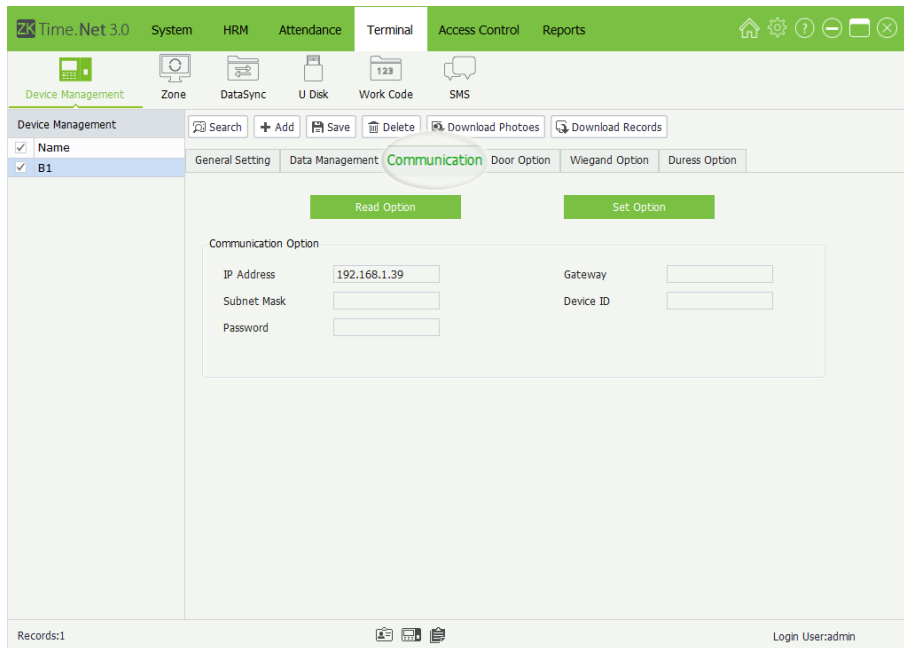 ZK Time.Net 3.0 System HRM Attendance Terminal Access Control Reports
123
Device Management Zone DataSync U Disk Work Code SMS
Device Management Search Add Save Delete Download Photoes Download Records
Name
B1
General Setting Data Management Communication Door Option Wiegand Option Duress Option
Read Option Set Option
Communication Option
IP Address 192.168.1.39 Gateway
Subnet Mask Device ID
Password
Records:1 Login User:admin